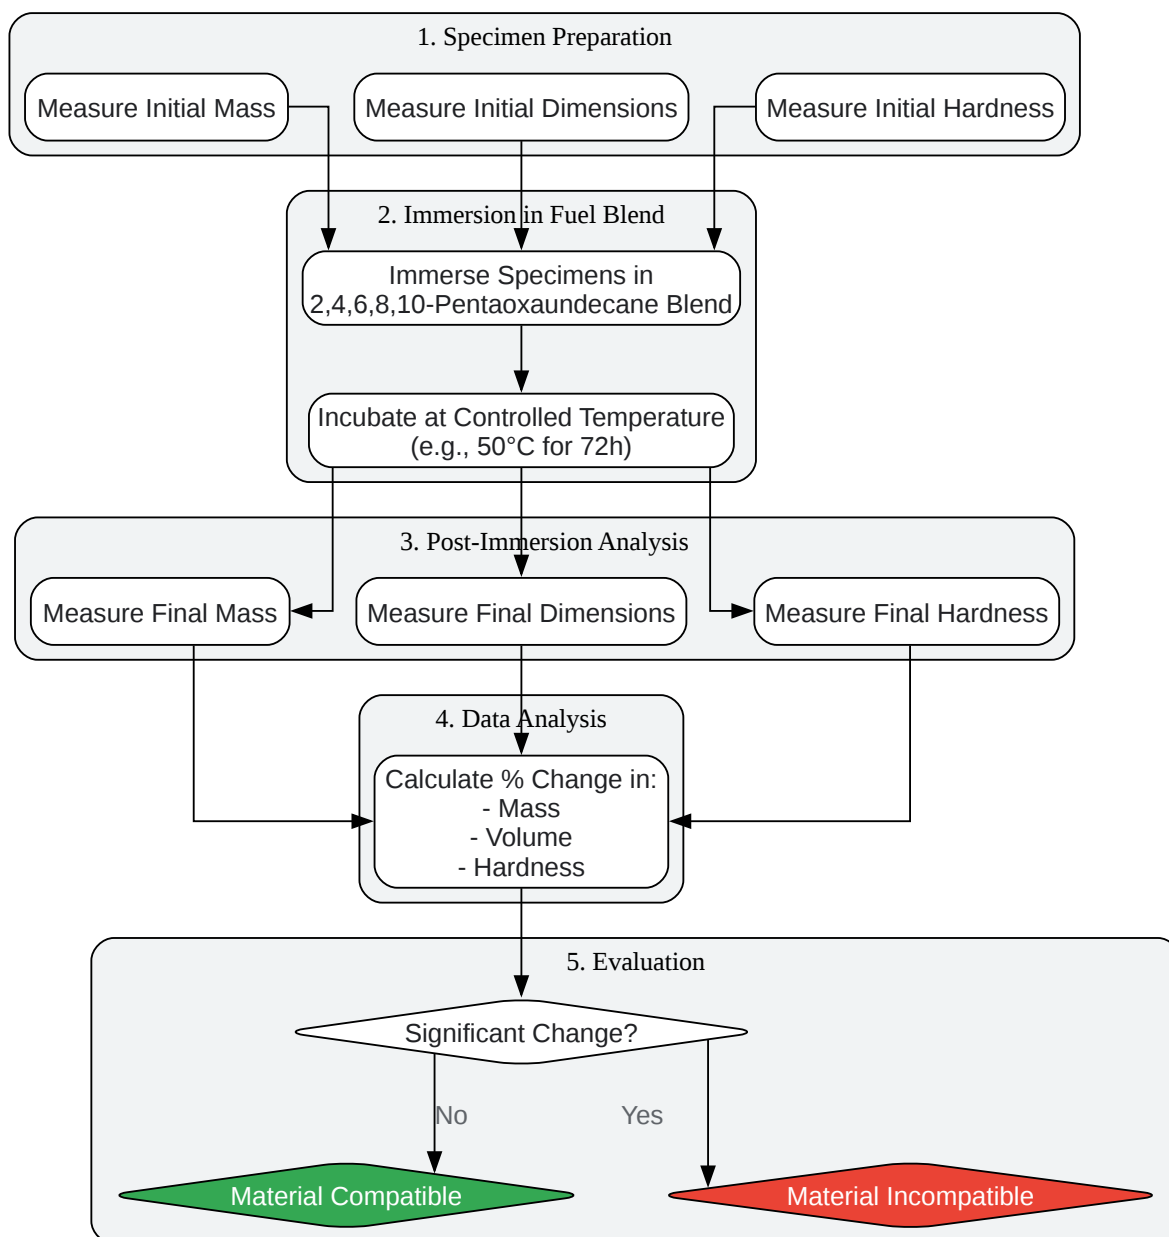 1. Specimen Preparation
Measure Initial Mass
Measure Initial Dimensions
Measure Initial Hardness
2. Immersion in Fuel Blend
Immerse Specimens in
2,4,6,8,10-Pentaoxaundecane Blend
Incubate at Controlled Temperature
(e.g., 50°C for 72h)
3. Post-Immersion Analysis
Measure Final Mass
Measure Final Dimensions
Measure Final Hardness
4. Data Analysis
Calculate % Change in:
- Mass
- Volume
- Hardness
5. Evaluation
Significant Change?
No
Yes
Material Compatible
Material Incompatible